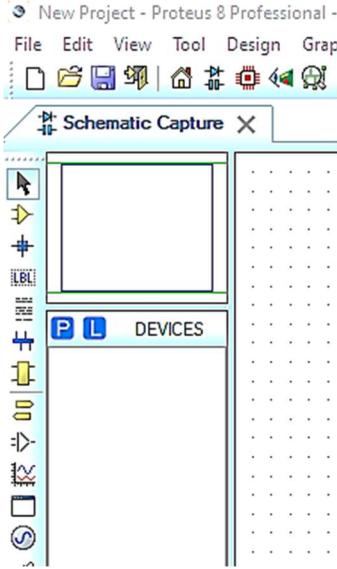 New Project - Proteus 8 Professional -
File Edit View Tool Design Grap
Schematic Capture
LBL
P L DEVICES